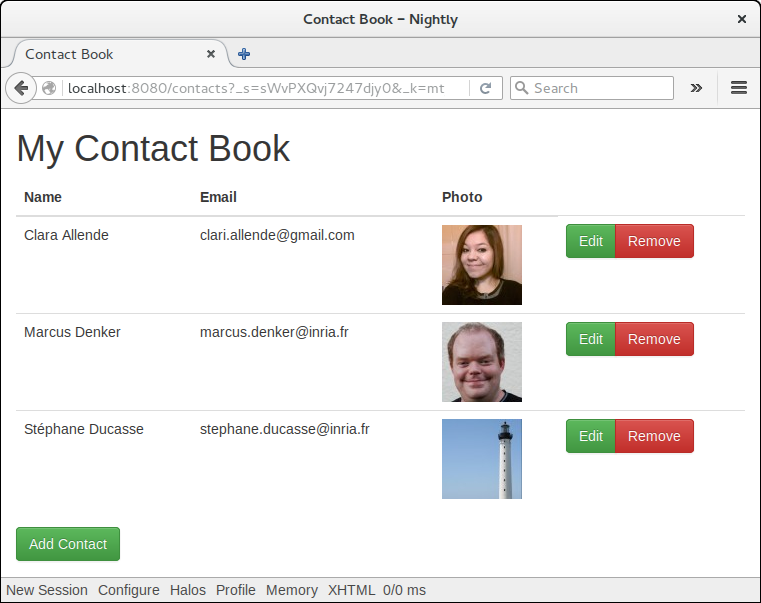 Contact Book – Nightly
Contact Book
localhost:8080/contacts?_s=sWvPXQvj7247djy0&_k=mt
Search
My Contact Book
Name Email Photo
Clara Allende clari.allende@gmail.com Edit Remove
Marcus Denker marcus.denker@inria.fr Edit Remove
Stéphane Ducasse stephane.ducasse@inria.fr Edit Remove
Add Contact
New Session Configure Halos Profile Memory XHTML 0/0 ms